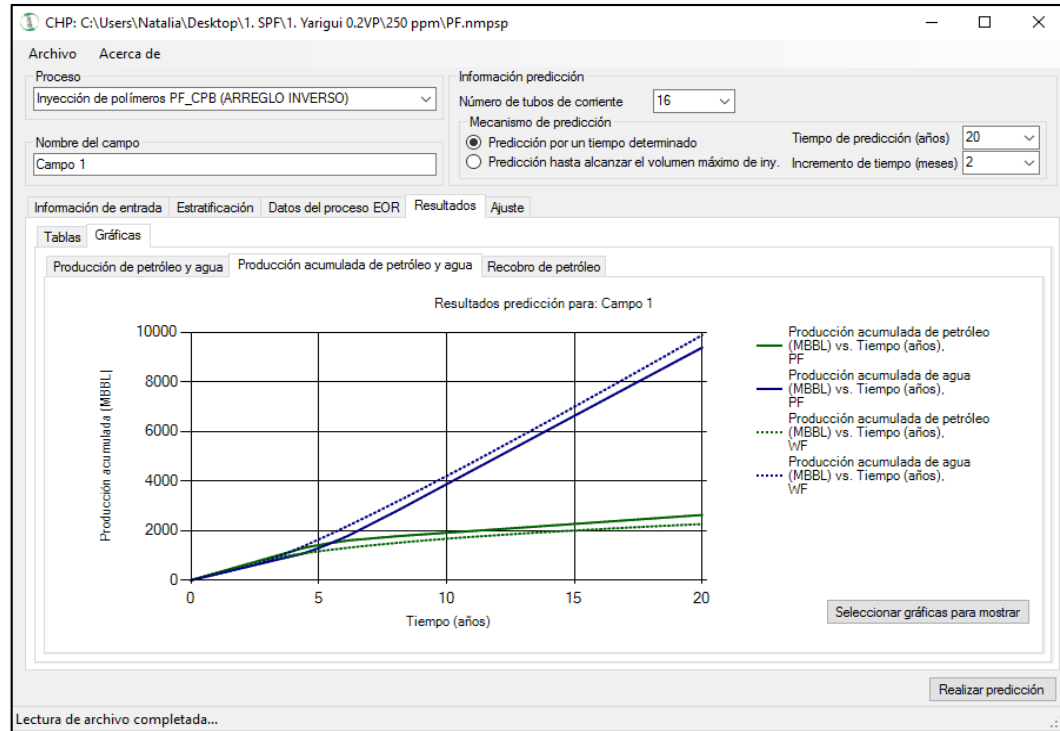 CHP: C:\Users\Natalia\Desktop\1. SPF\1. Yarigui 0.2VP\250 ppm\PF.nmpsp
Archivo Acerca de
Proceso
Inyección de polímeros PF_CPB (ARREGLO INVERSO)
Nombre del campo
Campo 1
Información predicción
Número de tubos de corriente 16
Mecanismo de predicción
Predicción por un tiempo determinado
Predicción hasta alcanzar el volumen máximo de iny.
Tiempo de predicción (años) 20
Incremento de tiempo (meses) 2
Información de entrada Estratificación Datos del proceso EOR Resultados Ajuste
Tablas Gráficas
Producción de petróleo y agua Producción acumulada de petróleo y agua Recobro de petróleo
Resultados predicción para: Campo 1
Producción acumulada [MBBL]
10000
8000
6000
4000
2000
0
0 5 10 15 20
Tiempo (años)
Producción acumulada de petróleo
(MBBL) vs. Tiempo (años),
PF
Producción acumulada de agua
(MBBL) vs. Tiempo (años),
PF
Producción acumulada de petróleo
(MBBL) vs. Tiempo (años),
WF
Producción acumulada de agua
(MBBL) vs. Tiempo (años),
WF
Seleccionar gráficas para mostrar
Realizar predicción
Lectura de archivo completada...